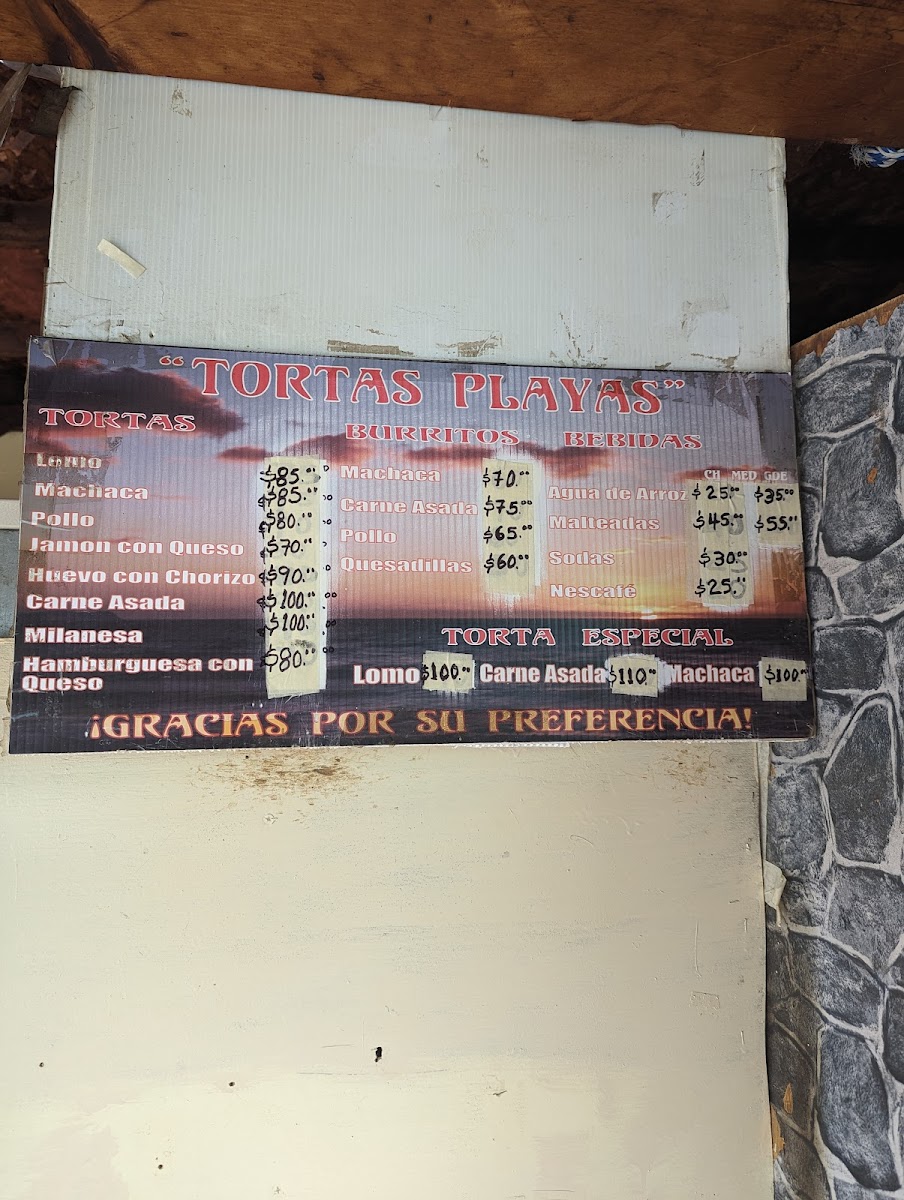 “TORTAS PLAYAS”
TORTAS
Lomo $85.00
Machaca $85.00
Pollo $80.00
Jamon con Queso $70.00
Huevo con Chorizo $90.00
Carne Asada $100.00
Milanesa $100.00
Hamburguesa con $80.00
Queso
BURRITOS
Machaca $70.00
Carne Asada $75.00
Pollo $65.00
Quesadillas $60.00
BEBIDAS
CH MED GDE
Agua de Arroz $25.00 $35.00
Malteadas $45.00 $55.00
Sodas $30.00
Nescafé $25.00
TORTA ESPECIAL
Lomo $100.00 Carne Asada $110.00 Machaca $100.00
¡GRACIAS POR SU PREFERENCIA!